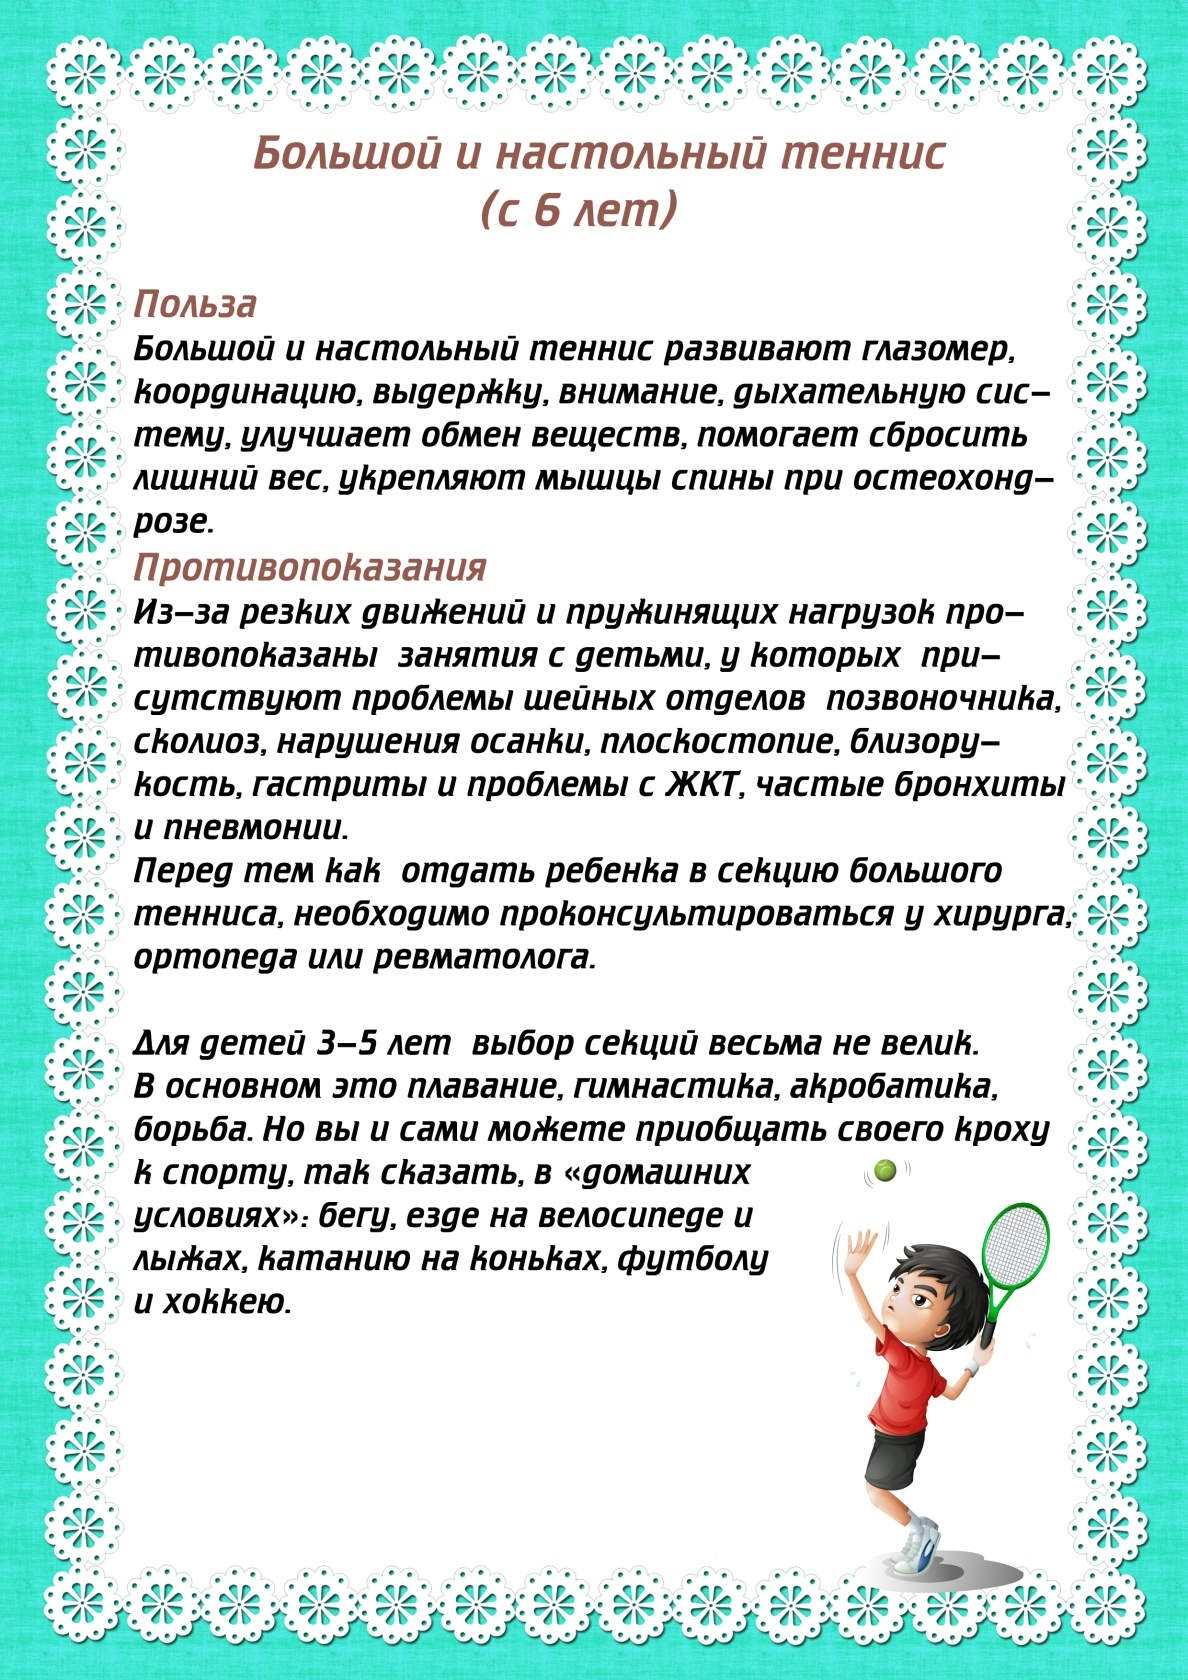 Большой и настольный теннис
(с 6 лет)
Польза
Большой и настольный теннис развивают глазомер,
координацию, выдержку, внимание, дыхательную сис-
тему, улучшает обмен веществ, помогает сбросить
лишний вес, укрепляют мышцы спины при остеохонд-
розе.
Противопоказания
Из-за резких движений и пружинящих нагрузок про-
тивопоказаны занятия с детьми, у которых при-
сутствуют проблемы шейных отделов позвоночника,
сколиоз, нарушения осанки, плоскостопие, близору-
кость, гастриты и проблемы с ЖКТ, частые бронхиты
и пневмонии.
Перед тем как отдать ребенка в секцию большого
тенниса, необходимо проконсультироваться у хирурга,
ортопеда или ревматолога.
Для детей 3-5 лет выбор секций весьма не велик.
В основном это плавание, гимнастика, акробатика,
борьба. Но вы и сами можете приобщать своего кроху
к спорту, так сказать, в «домашних
условиях»: бегу, езде на велосипеде и
лыжах, катанию на коньках, футболу
и хоккею.